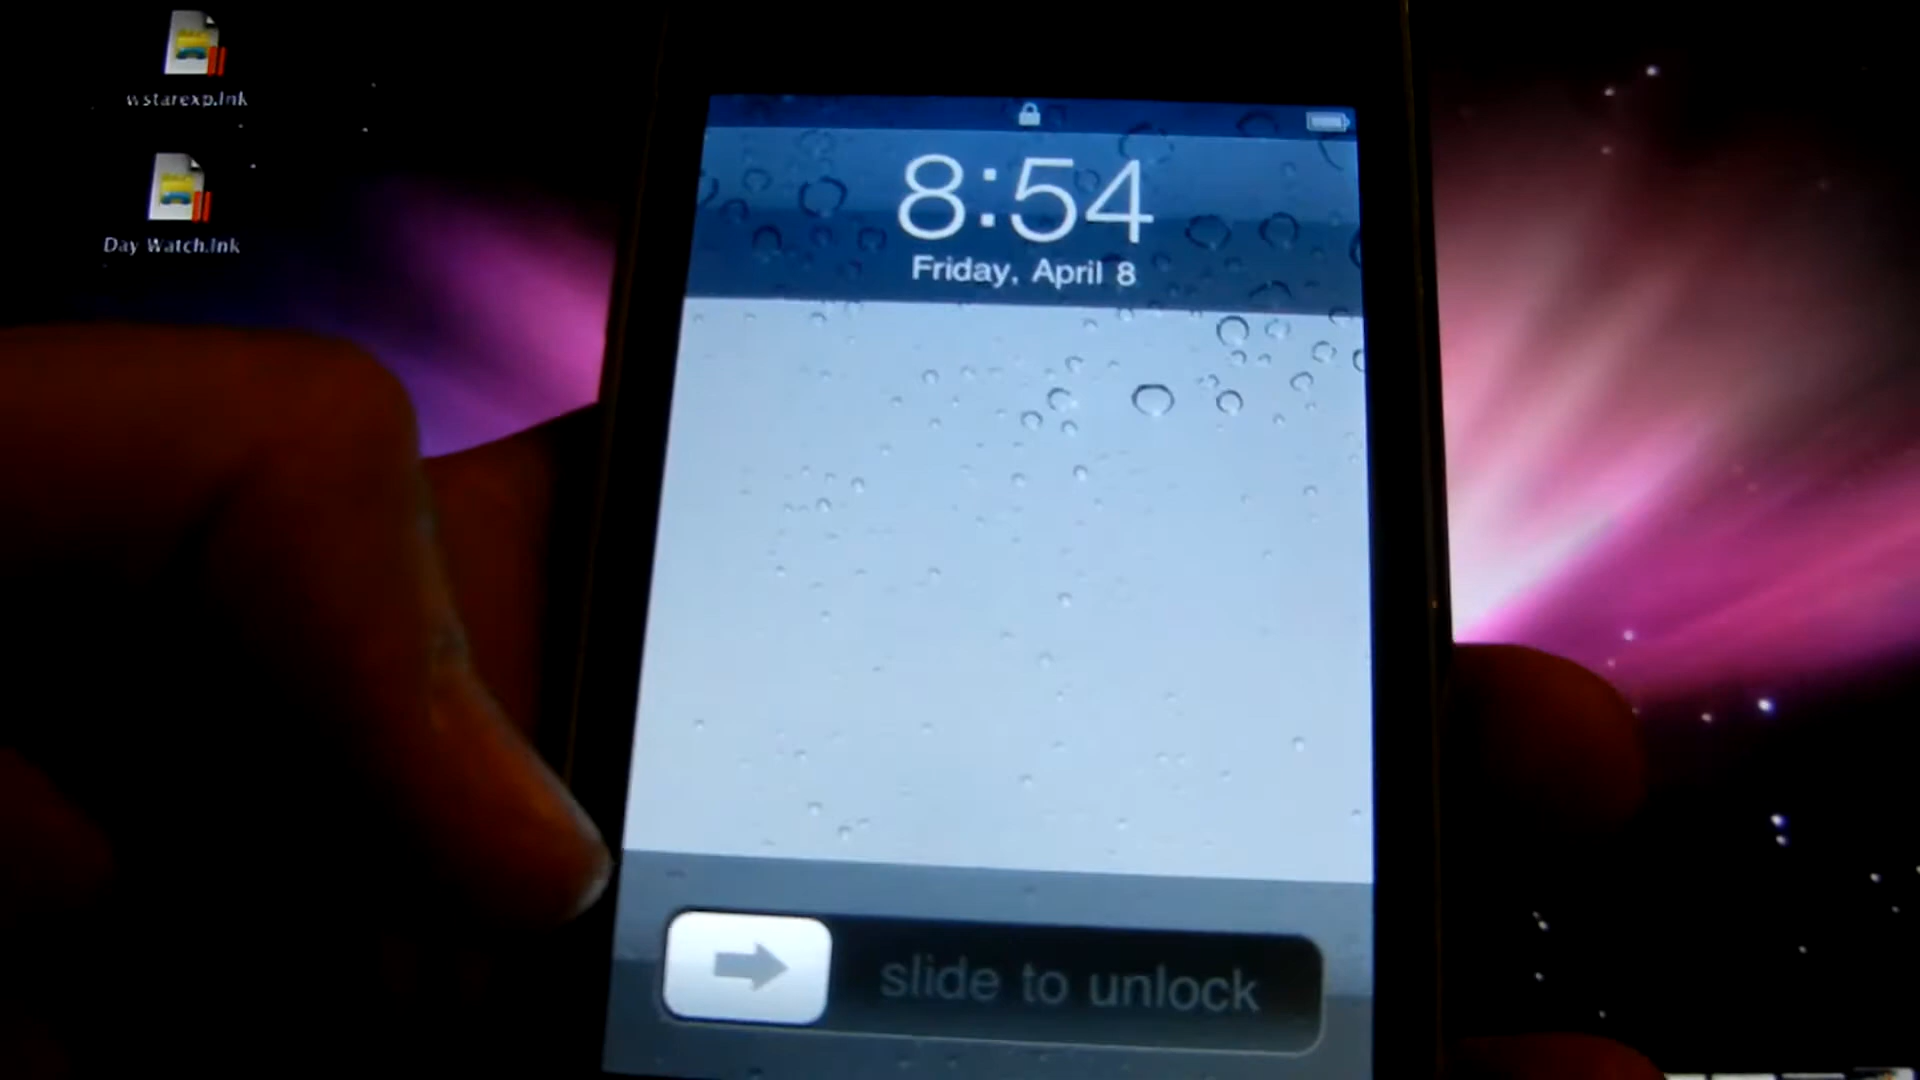 wstarexp.lnk
Day Watch.lnk
8:54
Friday, April 8
slide to unlock